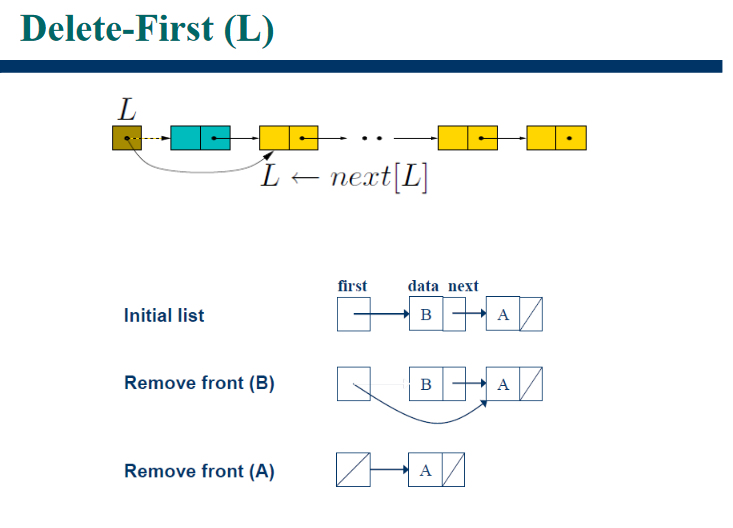 Delete-First (L)
L
L ← next[L]
first data next
Initial list B A
Remove front (B) B A
Remove front (A) A